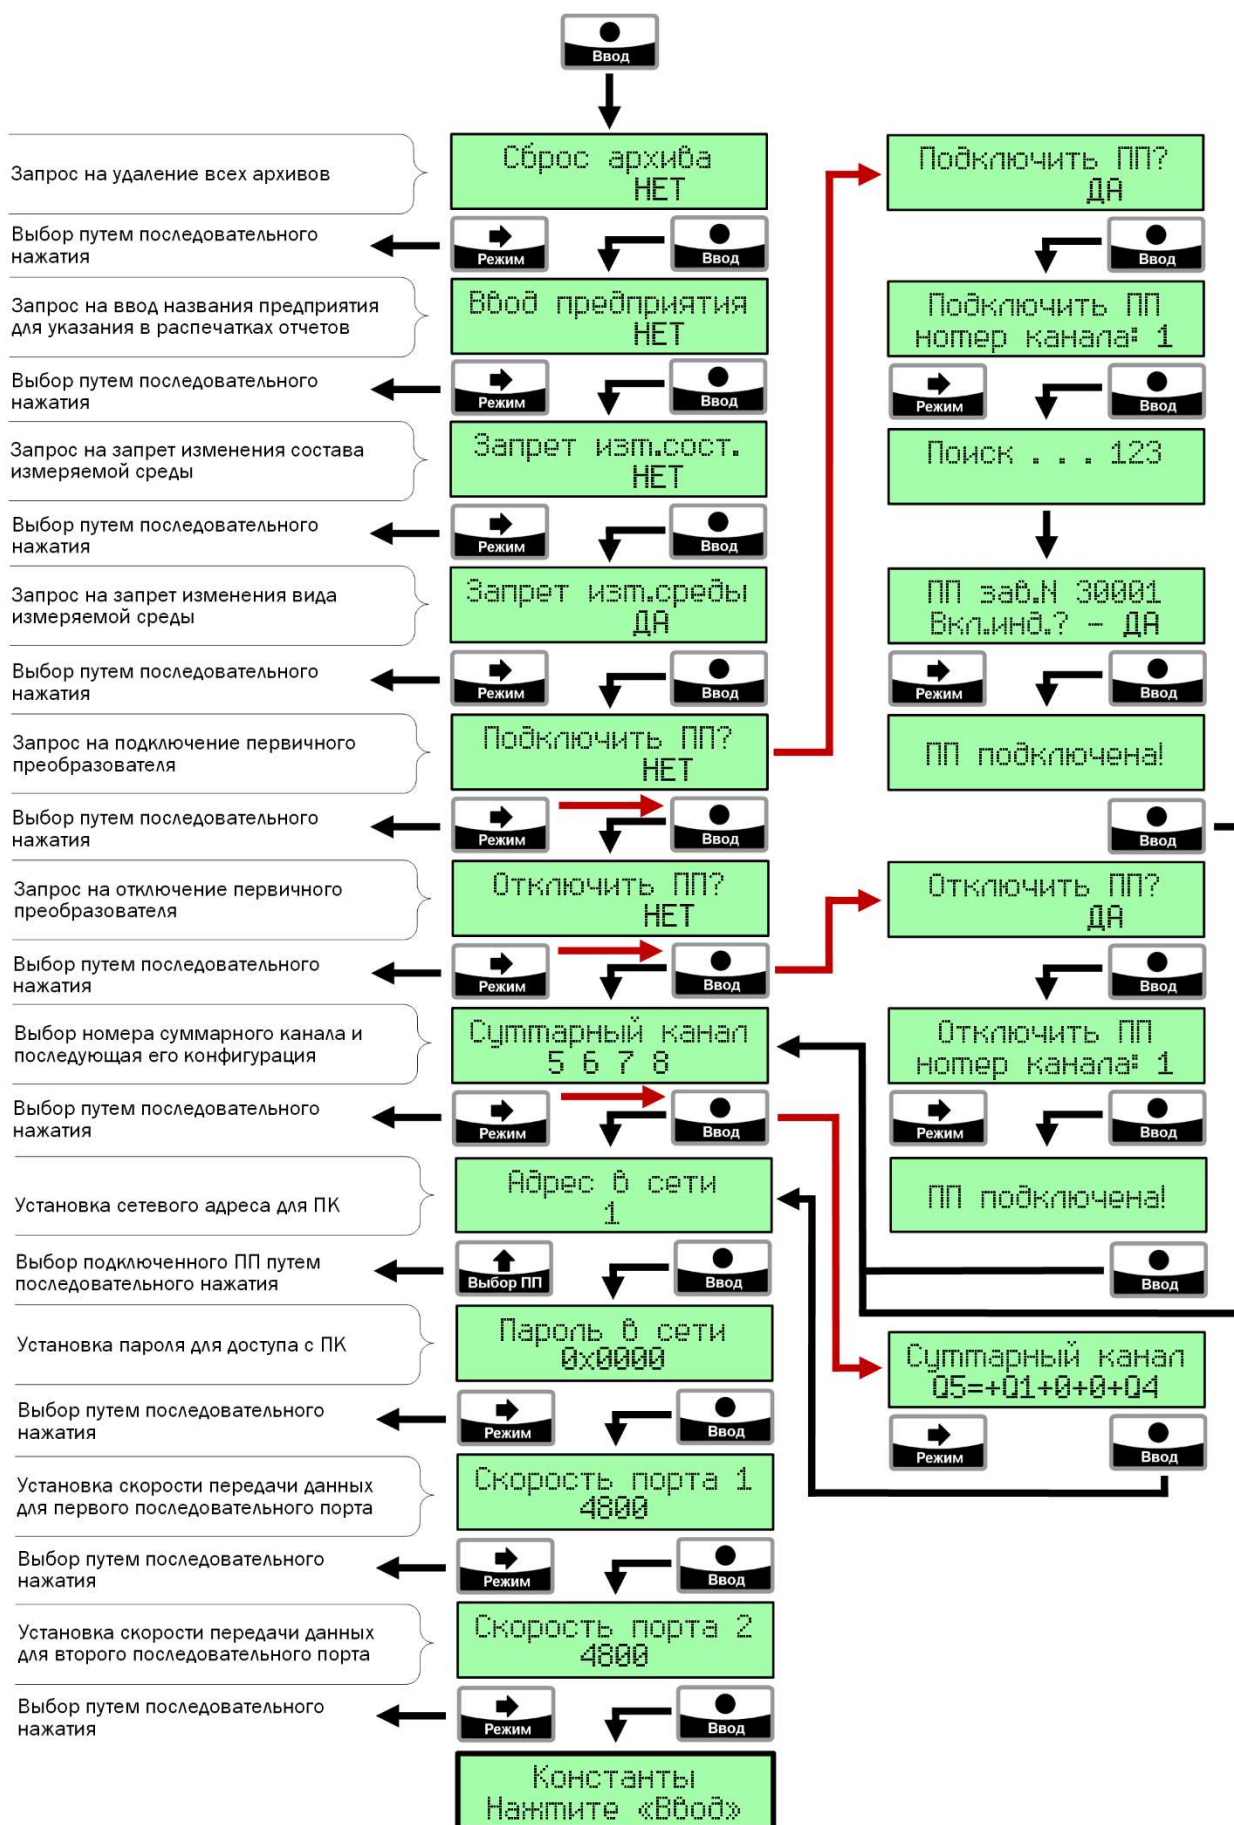 Ввод
Запрос на удаление всех архивов
Сброс архива
НЕТ
Выбор путем последовательного
нажатия
Режим
Ввод
Запрос на ввод названия предприятия
для указания в распечатках отчетов
Ввод предприятия
НЕТ
Выбор путем последовательного
нажатия
Режим
Ввод
Запрос на запрет изменения состава
измеряемой среды
Запрет изм.сост.
НЕТ
Выбор путем последовательного
нажатия
Режим
Ввод
Запрос на запрет изменения вида
измеряемой среды
Запрет изм.среды
ДА
Выбор путем последовательного
нажатия
Режим
Ввод
Запрос на подключение первичного
преобразователя
Подключить ПП?
НЕТ
Выбор путем последовательного
нажатия
Режим
Ввод
Запрос на отключение первичного
преобразователя
Отключить ПП?
НЕТ
Выбор путем последовательного
нажатия
Режим
Ввод
Выбор номера суммарного канала и
последующая его конфигурация
Суммарный канал
5 6 7 8
Выбор путем последовательного
нажатия
Режим
Ввод
Установка сетевого адреса для ПК
Адрес в сети
1
Выбор подключенного ПП путем
последовательного нажатия
Выбор ПП
Ввод
Установка пароля для доступа с ПК
Пароль в сети
0x0000
Выбор путем последовательного
нажатия
Режим
Ввод
Установка скорости передачи данных
для первого последовательного порта
Скорость порта 1
4800
Выбор путем последовательного
нажатия
Режим
Ввод
Установка скорости передачи данных
для второго последовательного порта
Скорость порта 2
4800
Выбор путем последовательного
нажатия
Режим
Ввод
Константы
Нажмите «Ввод»
Подключить ПП?
ДА
Ввод
Подключить ПП
номер канала: 1
Режим
Ввод
Поиск . . . 123
ПП зав.N 30001
Вкл.инд.? - ДА
Режим
Ввод
ПП подключена!
Ввод
Отключить ПП?
ДА
Ввод
Отключить ПП
номер канала: 1
Режим
Ввод
ПП подключена!
Ввод
Суммарный канал
Q5=+Q1+0+0+Q4
Режим
Ввод